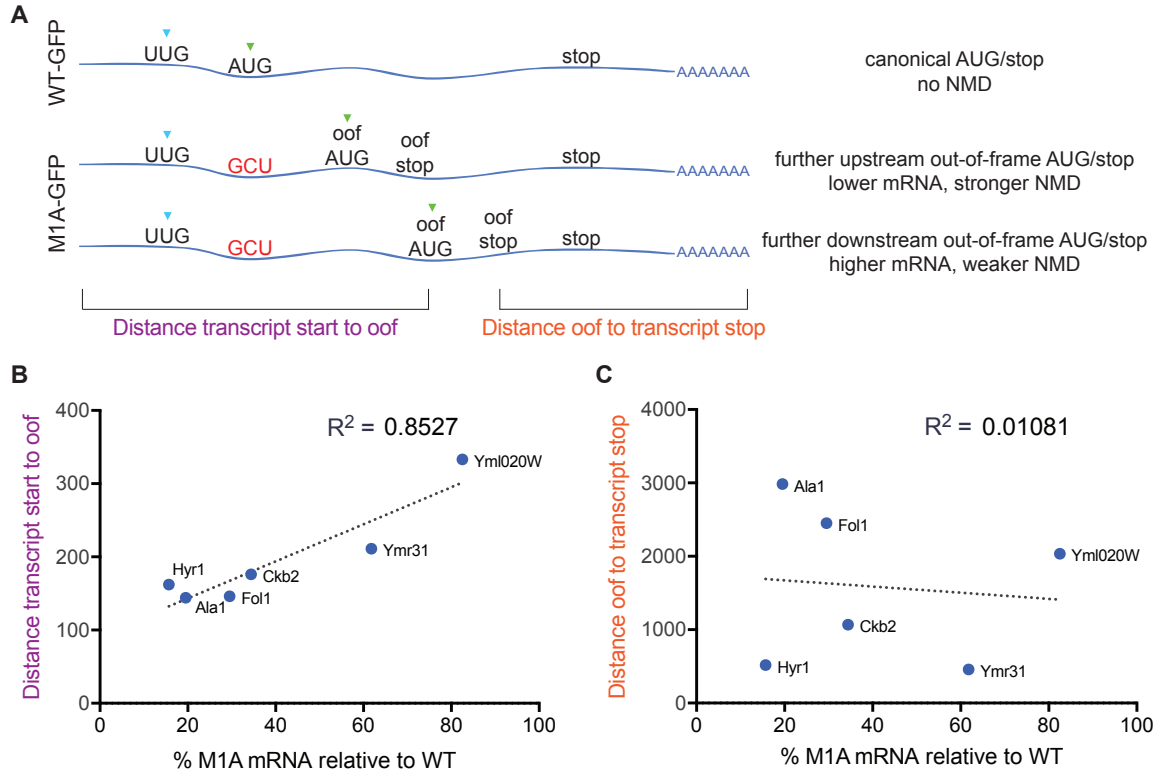 A
WT-GFP
UUG
AUG
stop
AAAAAAA
canonical AUG/stop
no NMD
M1A-GFP
UUG
GCU
oof
AUG
oof
stop
stop
AAAAAAA
further upstream out-of-frame AUG/stop
lower mRNA, stronger NMD
UUG
GCU
oof
AUG
oof
stop
stop
AAAAAAA
further downstream out-of-frame AUG/stop
higher mRNA, weaker NMD
Distance transcript start to oof
Distance oof to transcript stop
B
Distance transcript start to oof
400
300
200
100
0
R² = 0.8527
Yml020W
Ymr31
Hyr1
Ckb2
Ala1
Fol1
0
20
40
60
80
100
% M1A mRNA relative to WT
C
Distance oof to transcript stop
4000
3000
2000
1000
0
R² = 0.01081
Ala1
Fol1
Yml020W
Ckb2
Hyr1
Ymr31
0
20
40
60
80
100
% M1A mRNA relative to WT